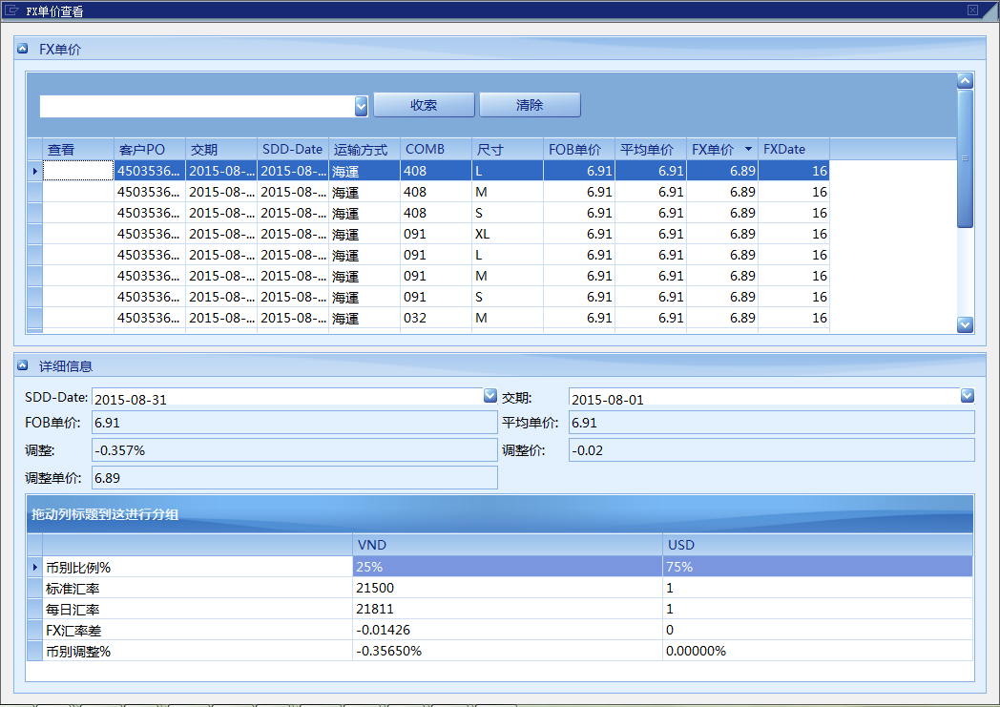 FX单价查看
FX单价
收索 清除
查看 客户PO 交期 SDD-Date 运输方式 COMB 尺寸 FOB单价 平均单价 FX单价 FXDate
4503536... 2015-08-... 2015-08-... 海運 408 L 6.91 6.91 6.89 16
4503536... 2015-08-... 2015-08-... 海運 408 M 6.91 6.91 6.89 16
4503536... 2015-08-... 2015-08-... 海運 408 S 6.91 6.91 6.89 16
4503536... 2015-08-... 2015-08-... 海運 091 XL 6.91 6.91 6.89 16
4503536... 2015-08-... 2015-08-... 海運 091 L 6.91 6.91 6.89 16
4503536... 2015-08-... 2015-08-... 海運 091 M 6.91 6.91 6.89 16
4503536... 2015-08-... 2015-08-... 海運 091 S 6.91 6.91 6.89 16
4503536... 2015-08-... 2015-08-... 海運 032 M 6.91 6.91 6.89 16
详细信息
SDD-Date: 2015-08-31 交期: 2015-08-01
FOB单价: 6.91 平均单价: 6.91
调整: -0.357% 调整价: -0.02
调整单价: 6.89
拖动列标题到这进行分组
VND USD
币别比例% 25% 75%
标准汇率 21500 1
每日汇率 21811 1
FX汇率差 -0.01426 0
币别调整% -0.35650% 0.00000%